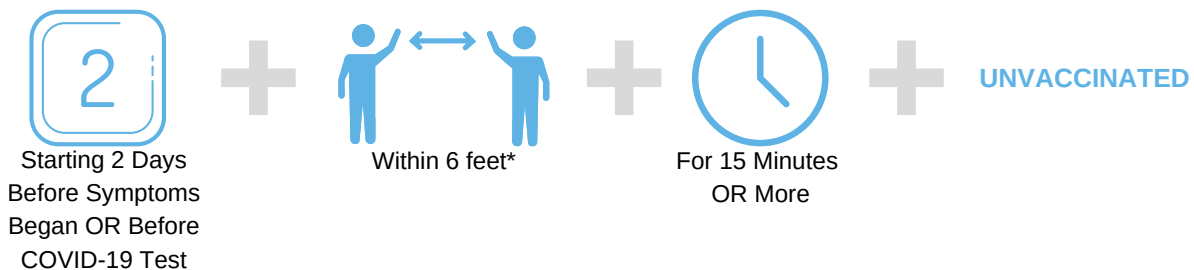 2
UNVACCINATED
Starting 2 Days
Before Symptoms
Began OR Before
COVID-19 Test
Within 6 feet*
For 15 Minutes
OR More